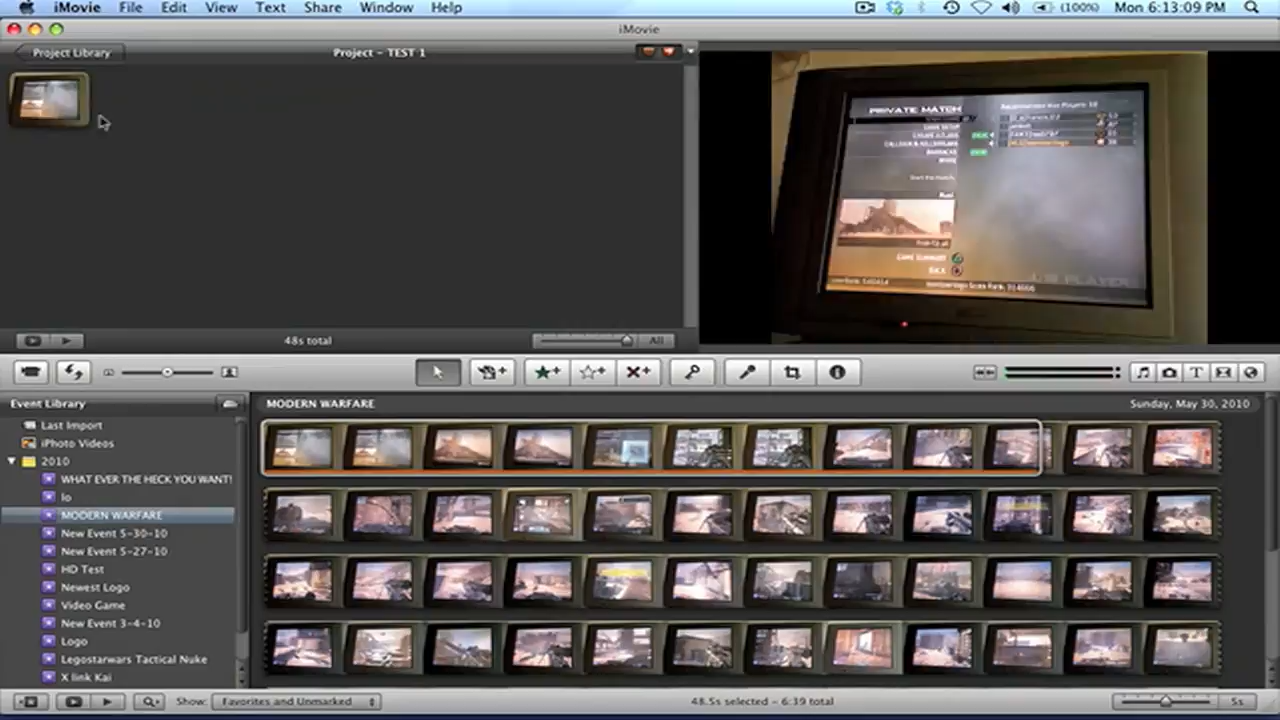 iMovie File Edit View Text Share Window Help
(100%) Mon 6:13:09 PM
iMovie
Project Library
Project – TEST 1
PRIVATE MATCH
BACK
48s total
All
Event Library
MODERN WARFARE
Sunday, May 30, 2010
Last Import
iPhoto Videos
2010
WHAT EVER THE HECK YOU WANT!
lo
MODERN WARFARE
New Event 5-30-10
New Event 5-27-10
HD Test
Newest Logo
Video Game
New Event 3-4-10
Logo
Legostarwars Tactical Nuke
X link Kai
Show: Favorites and Unmarked
48.5s selected – 6:39 total
5s